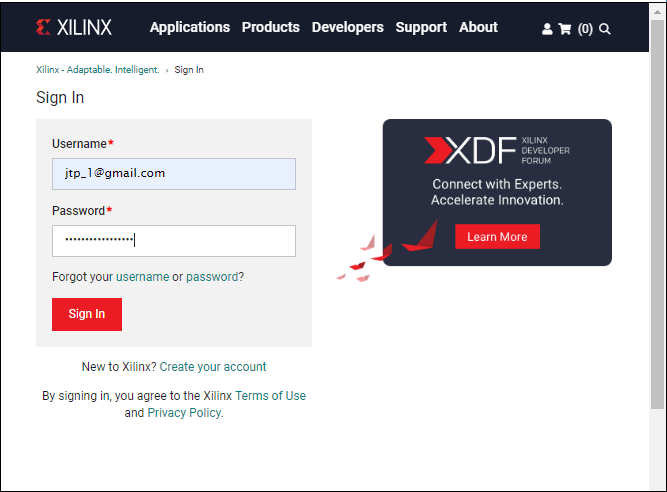 XILINX
Applications Products Developers Support About (0)
Xilinx - Adaptable. Intelligent. › Sign In
Sign In
Username*
jtp_1@gmail.com
Password*
••••••••••••••••••
Forgot your username or password?
Sign In
New to Xilinx? Create your account
By signing in, you agree to the Xilinx Terms of Use
and Privacy Policy.
XDF XILINX
DEVELOPER
FORUM
Connect with Experts.
Accelerate Innovation.
Learn More